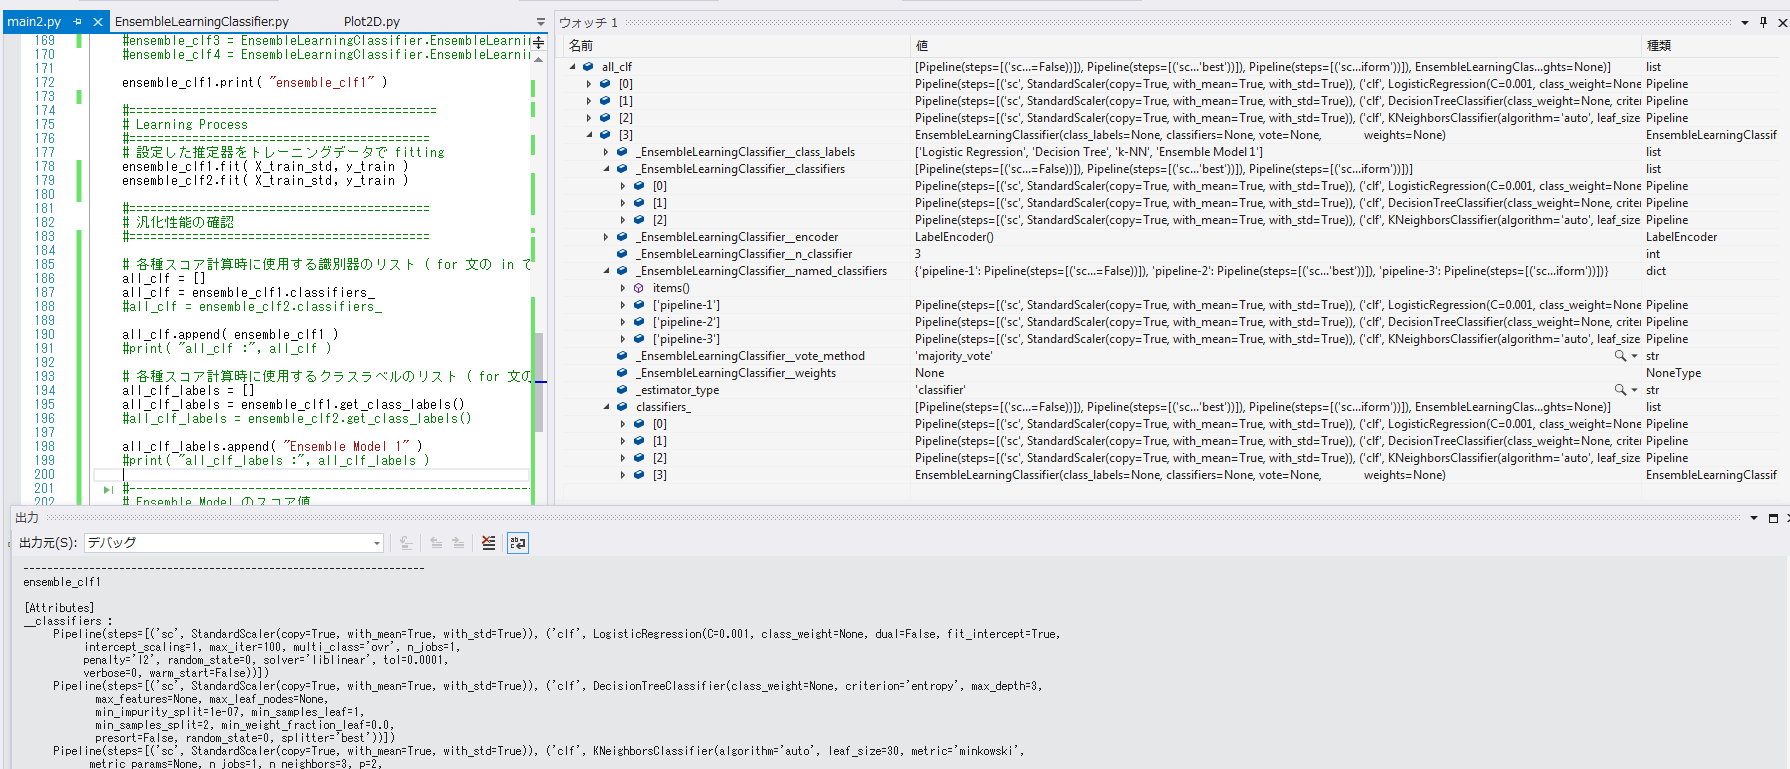 main2.py
EnsembleLearningClassifier.py
Plot2D.py
169 #ensemble_clf3 = EnsembleLearningClassifier.EnsembleLearnin
170 #ensemble_clf4 = EnsembleLearningClassifier.EnsembleLearnin
171
172 ensemble_clf1.print( "ensemble_clf1" )
173
174 #=======================================
175 # Learning Process
176 #=======================================
177 # 設定した推定器をトレーニングデータで fitting
178 ensemble_clf1.fit( X_train_std, y_train )
179 ensemble_clf2.fit( X_train_std, y_train )
180
181 #=======================================
182 # 汎化性能の確認
183 #=======================================
184
185 # 各種スコア計算時に使用する識別器のリスト ( for 文の in て
186 all_clf = []
187 all_clf = ensemble_clf1.classifiers_
188 #all_clf = ensemble_clf2.classifiers_
189
190 all_clf.append( ensemble_clf1 )
191 #print( "all_clf :", all_clf )
192
193 # 各種スコア計算時に使用するクラスラベルのリスト ( for 文の
194 all_clf_labels = []
195 all_clf_labels = ensemble_clf1.get_class_labels()
196 #all_clf_labels = ensemble_clf2.get_class_labels()
197
198 all_clf_labels.append( "Ensemble Model 1" )
199 #print( "all_clf_labels :", all_clf_labels )
200
201 #---------------------------------------------------
202 # Ensemble Model のスコア値
ウォッチ 1
名前 値 種類
all_clf [Pipeline(steps=[('sc...=False))]), Pipeline(steps=[('sc...'best'))]), Pipeline(steps=[('sc...iform'))]), EnsembleLearningClas...ghts=None)] list
[0] Pipeline(steps=[('sc', StandardScaler(copy=True, with_mean=True, with_std=True)), ('clf', LogisticRegression(C=0.001, class_weight=None Pipeline
[1] Pipeline(steps=[('sc', StandardScaler(copy=True, with_mean=True, with_std=True)), ('clf', DecisionTreeClassifier(class_weight=None, criter Pipeline
[2] Pipeline(steps=[('sc', StandardScaler(copy=True, with_mean=True, with_std=True)), ('clf', KNeighborsClassifier(algorithm='auto', leaf_size Pipeline
[3] EnsembleLearningClassifier(class_labels=None, classifiers=None, vote=None, weights=None) EnsembleLearningClassif
_EnsembleLearningClassifier__class_labels ['Logistic Regression', 'Decision Tree', 'k-NN', 'Ensemble Model 1'] list
_EnsembleLearningClassifier__classifiers [Pipeline(steps=[('sc...=False))]), Pipeline(steps=[('sc...'best'))]), Pipeline(steps=[('sc...iform'))])] list
[0] Pipeline(steps=[('sc', StandardScaler(copy=True, with_mean=True, with_std=True)), ('clf', LogisticRegression(C=0.001, class_weight=None Pipeline
[1] Pipeline(steps=[('sc', StandardScaler(copy=True, with_mean=True, with_std=True)), ('clf', DecisionTreeClassifier(class_weight=None, criter Pipeline
[2] Pipeline(steps=[('sc', StandardScaler(copy=True, with_mean=True, with_std=True)), ('clf', KNeighborsClassifier(algorithm='auto', leaf_size Pipeline
_EnsembleLearningClassifier__encoder LabelEncoder() LabelEncoder
_EnsembleLearningClassifier__n_classifier 3 int
_EnsembleLearningClassifier__named_classifiers {'pipeline-1': Pipeline(steps=[('sc...=False))]), 'pipeline-2': Pipeline(steps=[('sc...'best'))]), 'pipeline-3': Pipeline(steps=[('sc...iform'))])} dict
items()
['pipeline-1'] Pipeline(steps=[('sc', StandardScaler(copy=True, with_mean=True, with_std=True)), ('clf', LogisticRegression(C=0.001, class_weight=None Pipeline
['pipeline-2'] Pipeline(steps=[('sc', StandardScaler(copy=True, with_mean=True, with_std=True)), ('clf', DecisionTreeClassifier(class_weight=None, criter Pipeline
['pipeline-3'] Pipeline(steps=[('sc', StandardScaler(copy=True, with_mean=True, with_std=True)), ('clf', KNeighborsClassifier(algorithm='auto', leaf_size Pipeline
_EnsembleLearningClassifier__vote_method 'majority_vote' str
_EnsembleLearningClassifier__weights None NoneType
_estimator_type 'classifier' str
classifiers_ [Pipeline(steps=[('sc...=False))]), Pipeline(steps=[('sc...'best'))]), Pipeline(steps=[('sc...iform'))]), EnsembleLearningClas...ghts=None)] list
[0] Pipeline(steps=[('sc', StandardScaler(copy=True, with_mean=True, with_std=True)), ('clf', LogisticRegression(C=0.001, class_weight=None Pipeline
[1] Pipeline(steps=[('sc', StandardScaler(copy=True, with_mean=True, with_std=True)), ('clf', DecisionTreeClassifier(class_weight=None, criter Pipeline
[2] Pipeline(steps=[('sc', StandardScaler(copy=True, with_mean=True, with_std=True)), ('clf', KNeighborsClassifier(algorithm='auto', leaf_size Pipeline
[3] EnsembleLearningClassifier(class_labels=None, classifiers=None, vote=None, weights=None) EnsembleLearningClassif
出力
出力元(S): デバッグ
-------------------------------------------------------------------
ensemble_clf1
[Attributes]
__classifiers :
Pipeline(steps=[('sc', StandardScaler(copy=True, with_mean=True, with_std=True)), ('clf', LogisticRegression(C=0.001, class_weight=None, dual=False, fit_intercept=True,
intercept_scaling=1, max_iter=100, multi_class='ovr', n_jobs=1,
penalty='l2', random_state=0, solver='liblinear', tol=0.0001,
verbose=0, warm_start=False))])
Pipeline(steps=[('sc', StandardScaler(copy=True, with_mean=True, with_std=True)), ('clf', DecisionTreeClassifier(class_weight=None, criterion='entropy', max_depth=3,
max_features=None, max_leaf_nodes=None,
min_impurity_split=1e-07, min_samples_leaf=1,
min_samples_split=2, min_weight_fraction_leaf=0.0,
presort=False, random_state=0, splitter='best'))])
Pipeline(steps=[('sc', StandardScaler(copy=True, with_mean=True, with_std=True)), ('clf', KNeighborsClassifier(algorithm='auto', leaf_size=30, metric='minkowski',
metric_params=None, n_jobs=1, n_neighbors=3, p=2,